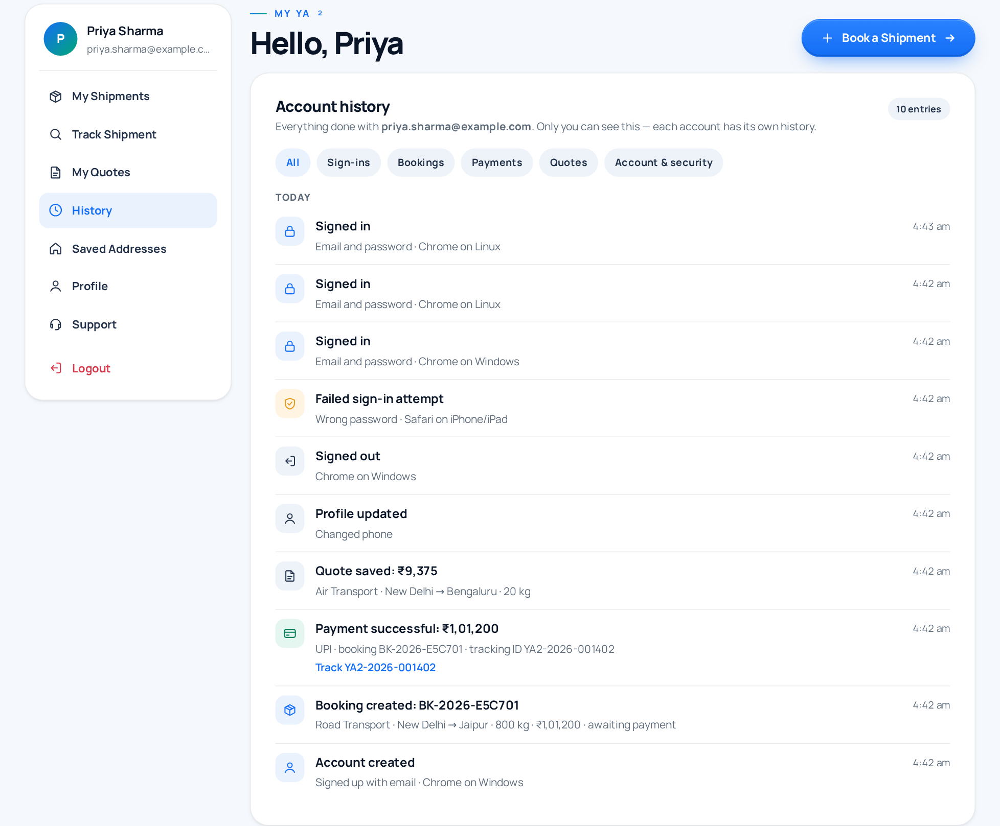 P
Priya Sharma
priya.sharma@example.c...
My Shipments
Track Shipment
My Quotes
History
Saved Addresses
Profile
Support
Logout
MY YA ²
Hello, Priya
+ Book a Shipment →
Account history
10 entries
Everything done with priya.sharma@example.com. Only you can see this — each account has its own history.
All
Sign-ins
Bookings
Payments
Quotes
Account & security
TODAY
Signed in
4:43 am
Email and password · Chrome on Linux
Signed in
4:42 am
Email and password · Chrome on Linux
Signed in
4:42 am
Email and password · Chrome on Windows
Failed sign-in attempt
4:42 am
Wrong password · Safari on iPhone/iPad
Signed out
4:42 am
Chrome on Windows
Profile updated
4:42 am
Changed phone
Quote saved: ₹9,375
4:42 am
Air Transport · New Delhi → Bengaluru · 20 kg
Payment successful: ₹1,01,200
4:42 am
UPI · booking BK-2026-E5C701 · tracking ID YA2-2026-001402
Track YA2-2026-001402
Booking created: BK-2026-E5C701
4:42 am
Road Transport · New Delhi → Jaipur · 800 kg · ₹1,01,200 · awaiting payment
Account created
4:42 am
Signed up with email · Chrome on Windows